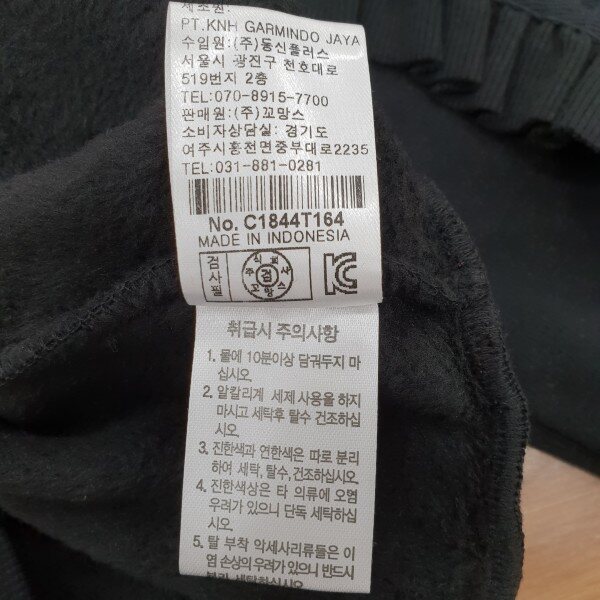 제조원:
PT.KNH GARMINDO JAYA
수입원:(주)동신플러스
서울시 광진구 천호대로
519번지 2층
TEL:070-8915-7700
판매원:(주)꼬망스
소비자상담실:경기도
여주시흥천면중부대로2235
TEL:031-881-0281
No. C1844T164
MADE IN INDONESIA
검사필
검
KC
취급시 주의사항
1. 물에 10분이상 담궈두지 마
십시오.
2. 알칼리계 세제 사용을 하지
마시고 세탁후 탈수 건조하십
시오.
3. 진한색과 연한색은 따로 분리
하여 세탁, 탈수,건조하십시오.
4. 진한색상은 타 의류에 오염
우려가 있으니 단독 세탁하십
시오.
5. 탈 부착 악세사리류등은 이
염 손상의 우려가있으니 반드시